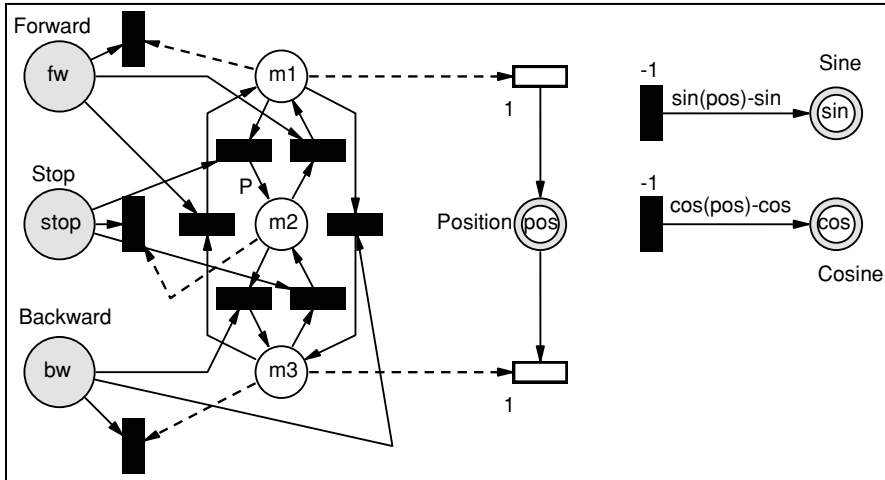 Forward
fw
m1
1
-1
sin(pos)-sin
Sine
sin
Stop
stop
P
m2
Position
pos
-1
cos(pos)-cos
cos
Cosine
Backward
bw
m3
1